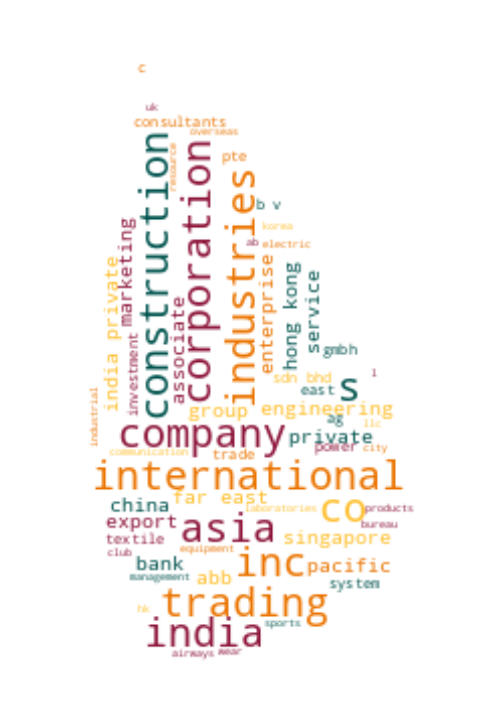 c
uk
consultants
overseas
construction
resource
corporation
pte
industries
b v
korea
ab
electric
marketing
india private
investment
associate
enterprise
hong kong
service
gmbh
industrial
sdn bhd
l
east
s
group
engineering
ag
llc
company
private
communication
trade
power
city
international
far east
china
laboratories
co
products
export
asia
bureau
textile
singapore
club
equipment
bank
inc
pacific
management
abb
system
trading
hk
india
sports
airways
wear